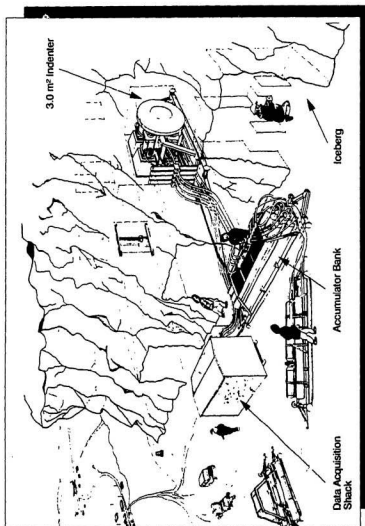 3.0 m² Indenter
Iceberg
Accumulator Bank
Data Acquisition
Shack